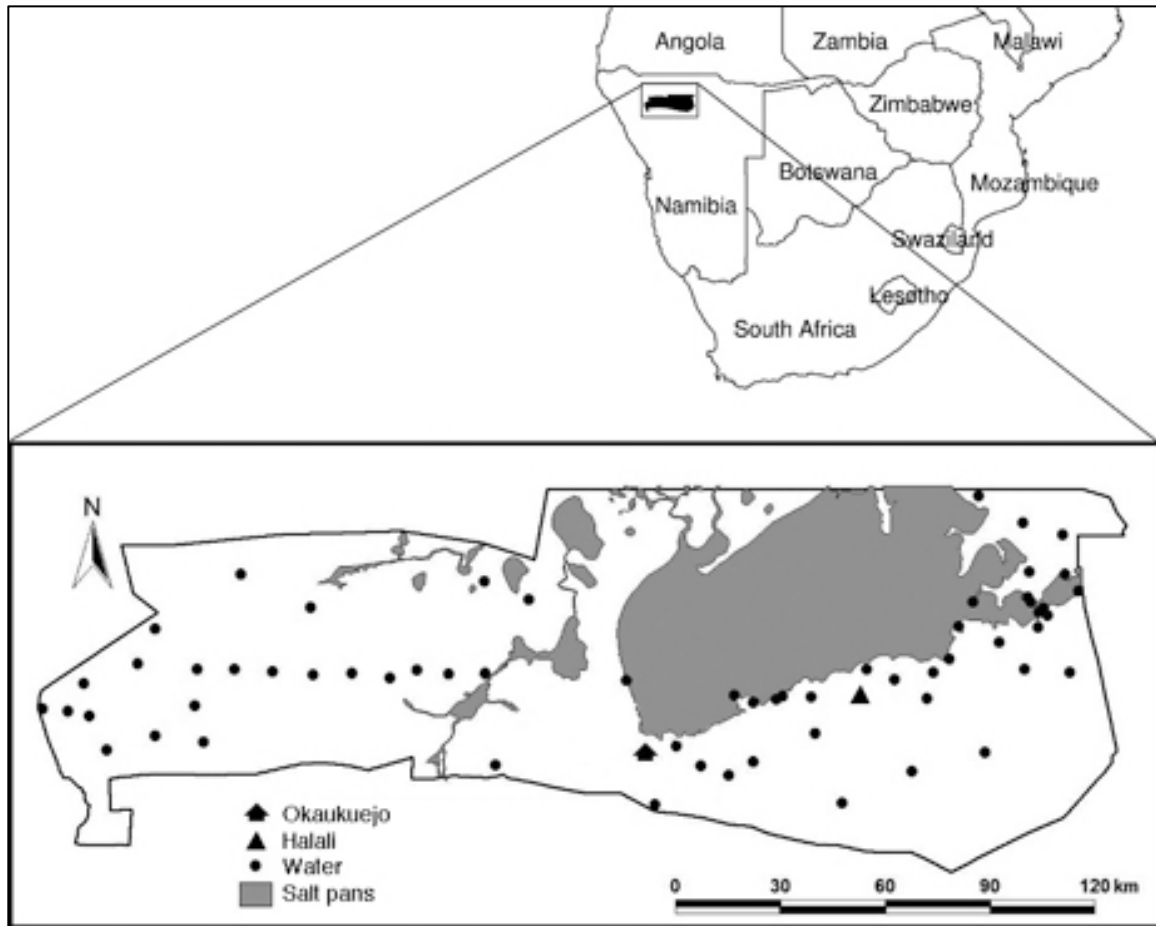 Angola
Zambia
Malawi
Zimbabwe
Botswana
Mozambique
Namibia
Swaziland
Lesotho
South Africa
N
Okaukuejo
Halali
Water
Salt pans
0 30 60 90 120 km